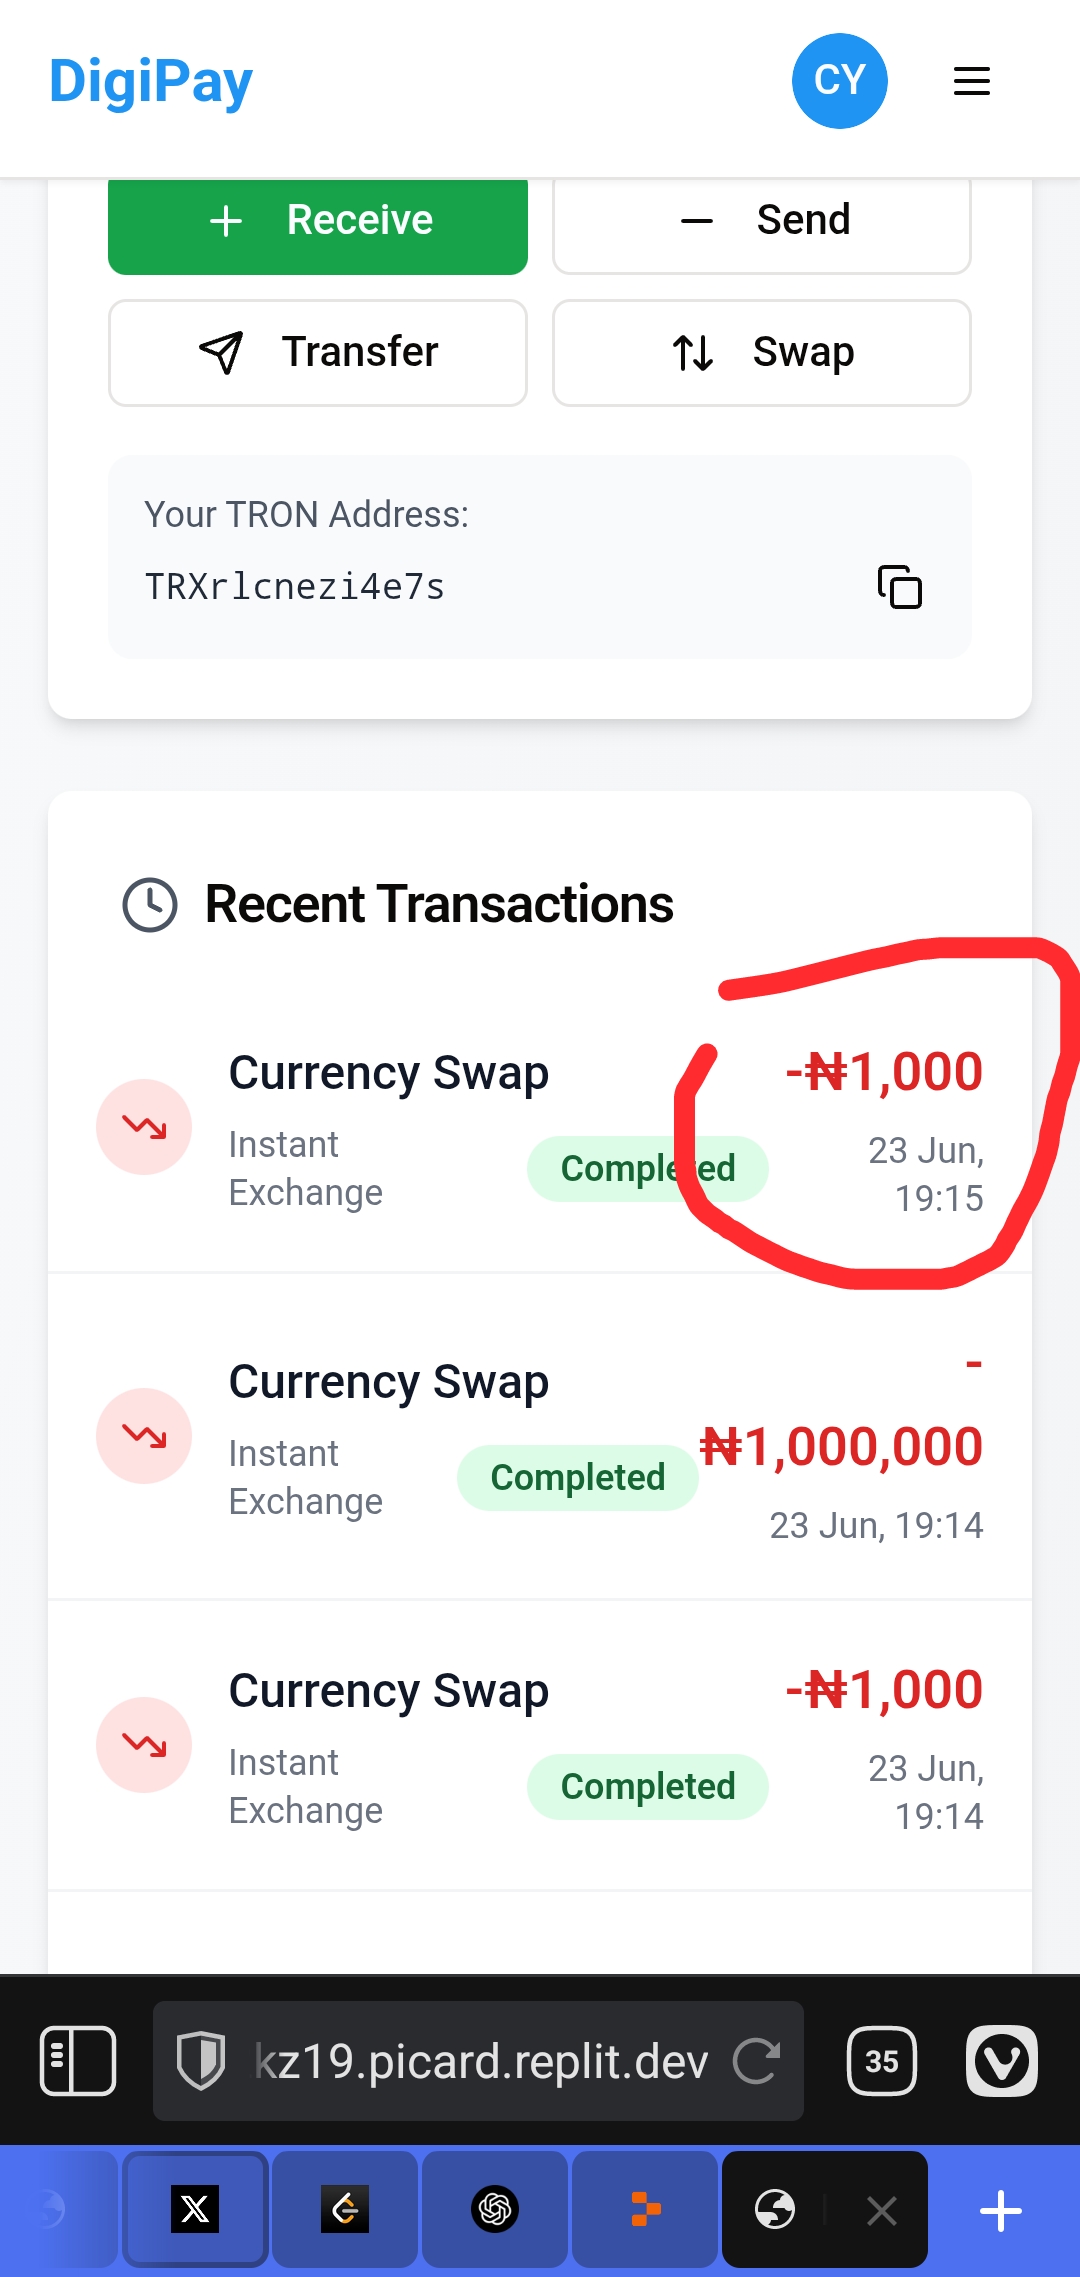 DigiPay
CY
Receive
Send
Transfer
Swap
Your TRON Address:
TRXrlcnezi4e7s
Recent Transactions
Currency Swap
-₦1,000
Instant
Exchange
Completed
23 Jun,
19:15
Currency Swap
-
₦1,000,000
Instant
Exchange
Completed
23 Jun, 19:14
Currency Swap
-₦1,000
Instant
Exchange
Completed
23 Jun,
19:14
kz19.picard.replit.dev
35